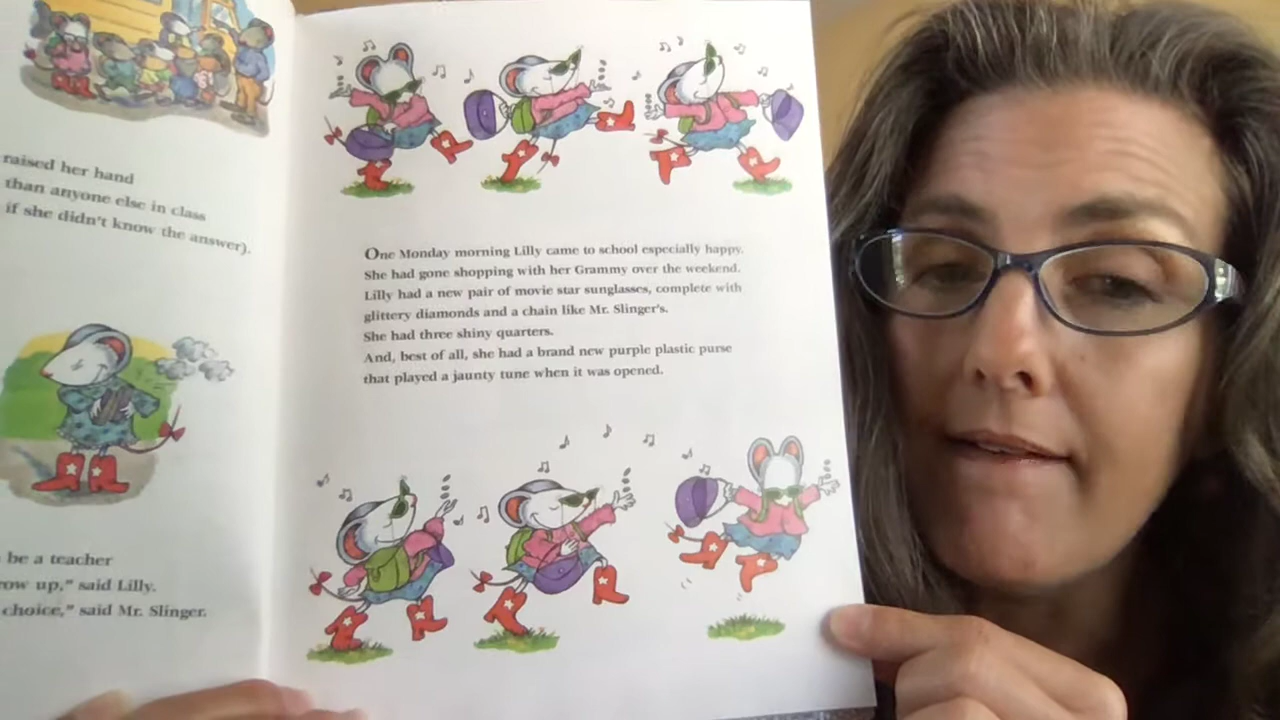 raised her hand
than anyone else in class
if she didn't know the answer).
be a teacher
ow up," said Lilly.
choice," said Mr. Slinger.
One Monday morning Lilly came to school especially happy.
She had gone shopping with her Grammy over the weekend.
Lilly had a new pair of movie star sunglasses, complete with
glittery diamonds and a chain like Mr. Slinger's.
She had three shiny quarters.
And, best of all, she had a brand new purple plastic purse
that played a jaunty tune when it was opened.